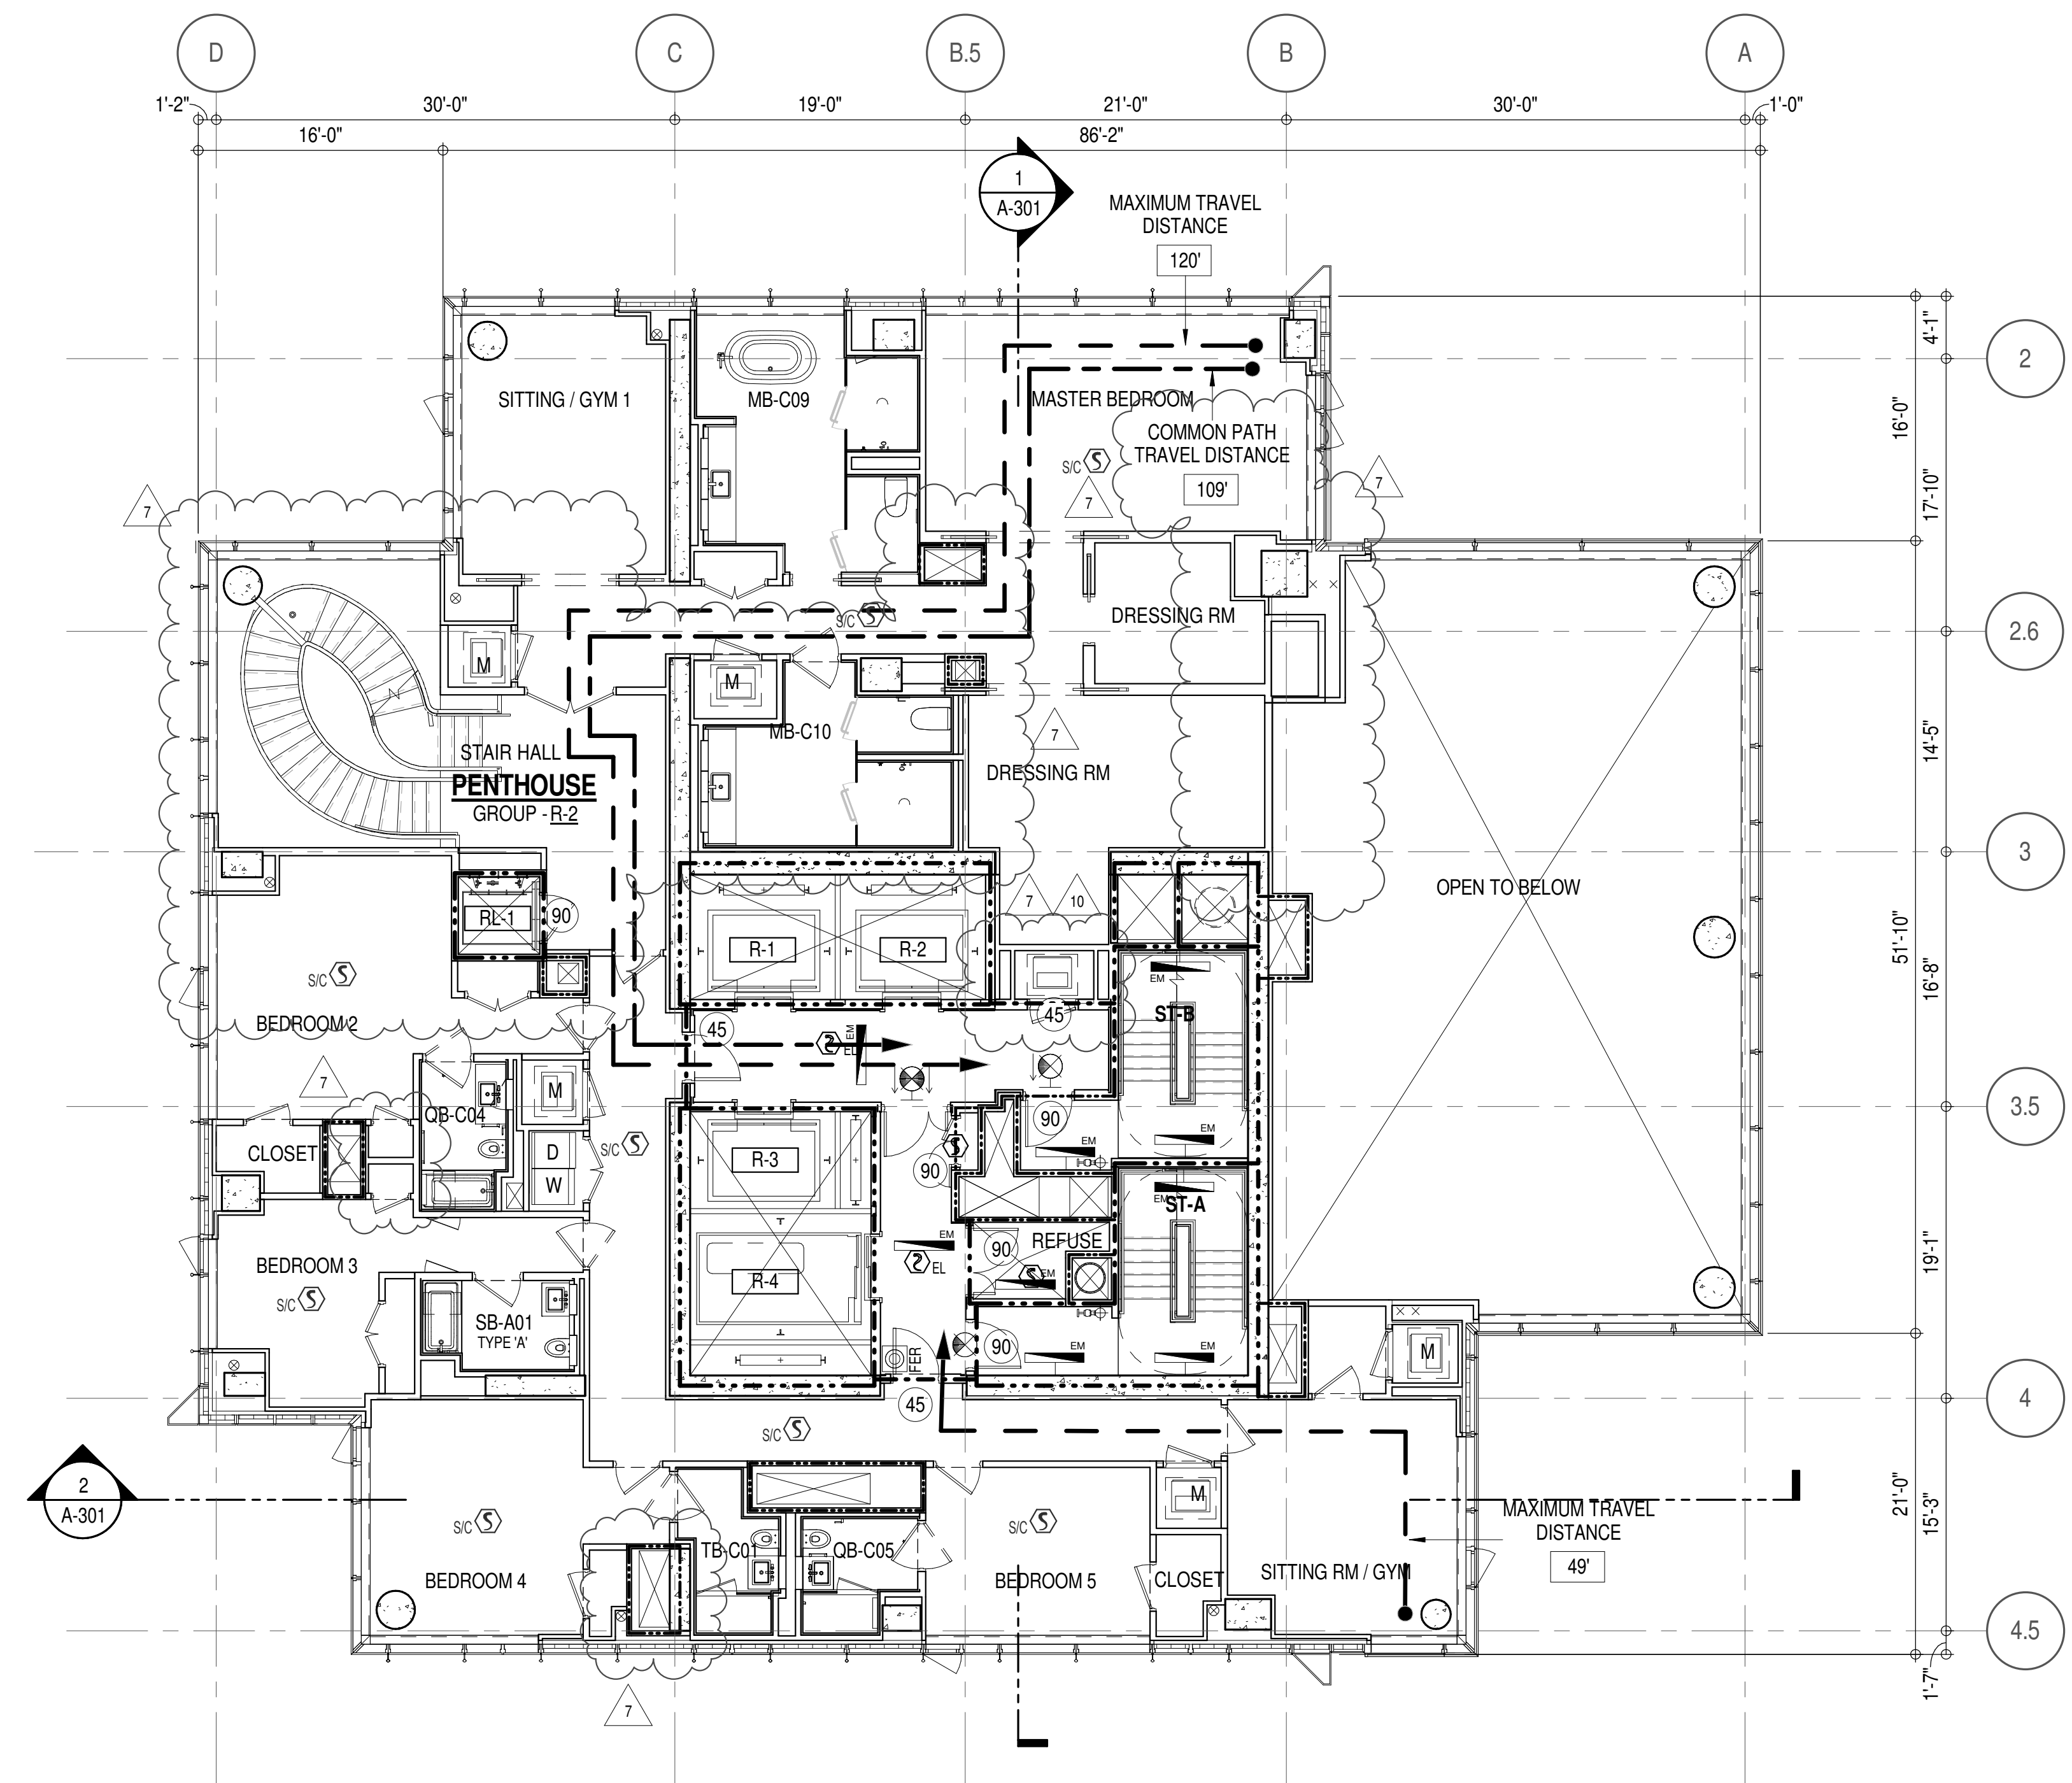 D
C
B.5
B
A
1'-2"
30'-0"
19'-0"
21'-0"
30'-0"
1'-0"
16'-0"
86'-2"
1
A-301
MAXIMUM TRAVEL
DISTANCE
120'
4'-1"
2
SITTING / GYM 1
MB-C09
MASTER BEDROOM
COMMON PATH
TRAVEL DISTANCE
109'
S/C S
16'-0"
17'-10"
7
7
7
DRESSING RM
S/C S
2.6
M
M
MB-C10
7
STAIR HALL
PENTHOUSE
GROUP - R-2
DRESSING RM
14'-5"
3
OPEN TO BELOW
RL-1
90
7
10
R-1
R-2
51'-10"
16'-8"
S/C S
EM
BEDROOM 2
45
S
EL
EM
45
ST-B
7
M
QB-C04
3.5
90
EM
EM
CLOSET
D
W
S/C S
R-3
S
90
EM
ST-A
REFUSE
90
EM
S
EL
S
EM
BEDROOM 3
S/C S
R-4
19'-1"
SB-A01
TYPE 'A'
FER
90
EM
EM
M
45
4
S/C S
2
A-301
S/C S
S/C S
M
MAXIMUM TRAVEL
DISTANCE
49'
21'-0"
15'-3"
TB-C01
QB-C05
BEDROOM 4
BEDROOM 5
CLOSET
SITTING RM / GYM
4.5
1'-7"
7